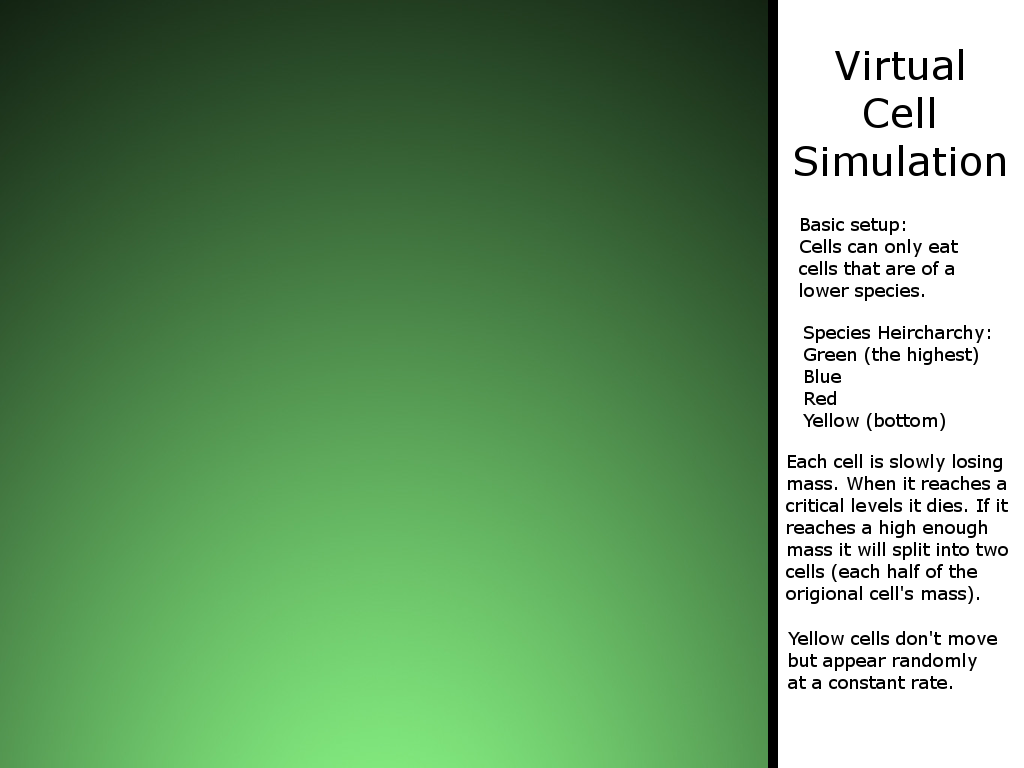 Virtual
Cell
Simulation
Basic setup:
Cells can only eat
cells that are of a
lower species.
Species Heircharchy:
Green (the highest)
Blue
Red
Yellow (bottom)
Each cell is slowly losing
mass. When it reaches a
critical levels it dies. If it
reaches a high enough
mass it will split into two
cells (each half of the
origional cell's mass).
Yellow cells don't move
but appear randomly
at a constant rate.